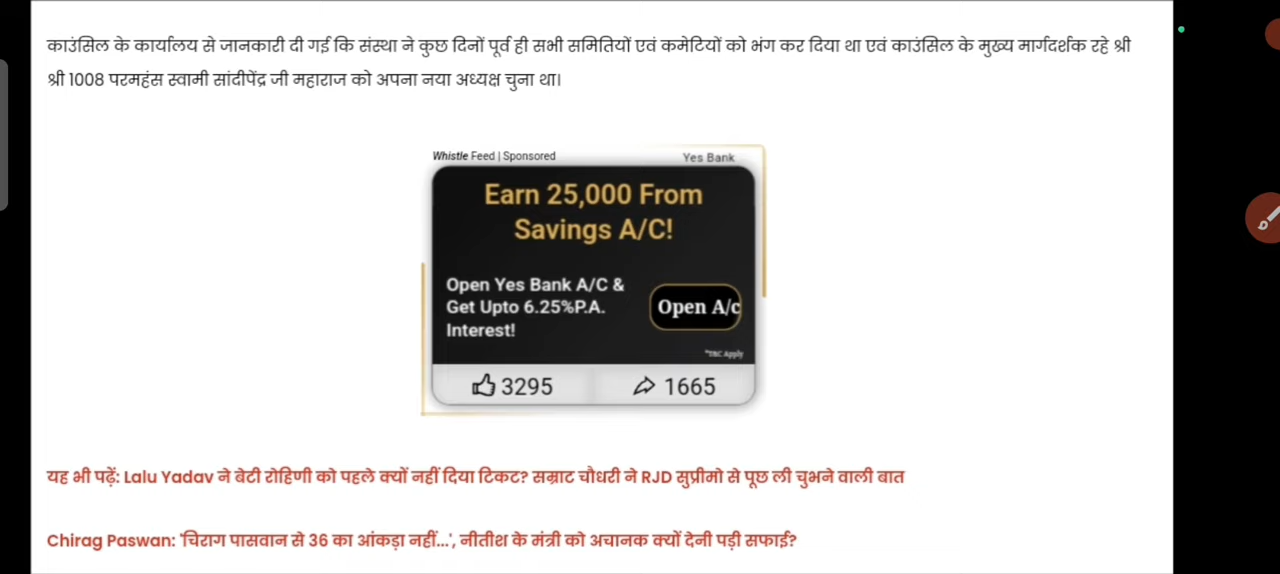 काउंसिल के कार्यालय से जानकारी दी गई कि संस्था ने कुछ दिनों पूर्व ही सभी समितियों एवं कमेटियों को भंग कर दिया था एवं काउंसिल के मुख्य मार्गदर्शक रहे श्री
श्री 1008 परमहंस स्वामी सांदीपेंद्र जी महाराज को अपना नया अध्यक्ष चुना था।
Whistle Feed | Sponsored
Yes Bank
Earn 25,000 From
Savings A/C!
Open Yes Bank A/C &
Get Upto 6.25%P.A.
Interest!
Open A/c
*T&C Apply
3295
1665
यह भी पढ़ें: Lalu Yadav ने बेटी रोहिणी को पहले क्यों नहीं दिया टिकट? सम्राट चौधरी ने RJD सुप्रीमो से पूछ ली चुभने वाली बात
Chirag Paswan: 'चिराग पासवान से 36 का आंकड़ा नहीं...', नीतीश के मंत्री को अचानक क्यों देनी पड़ी सफाई?